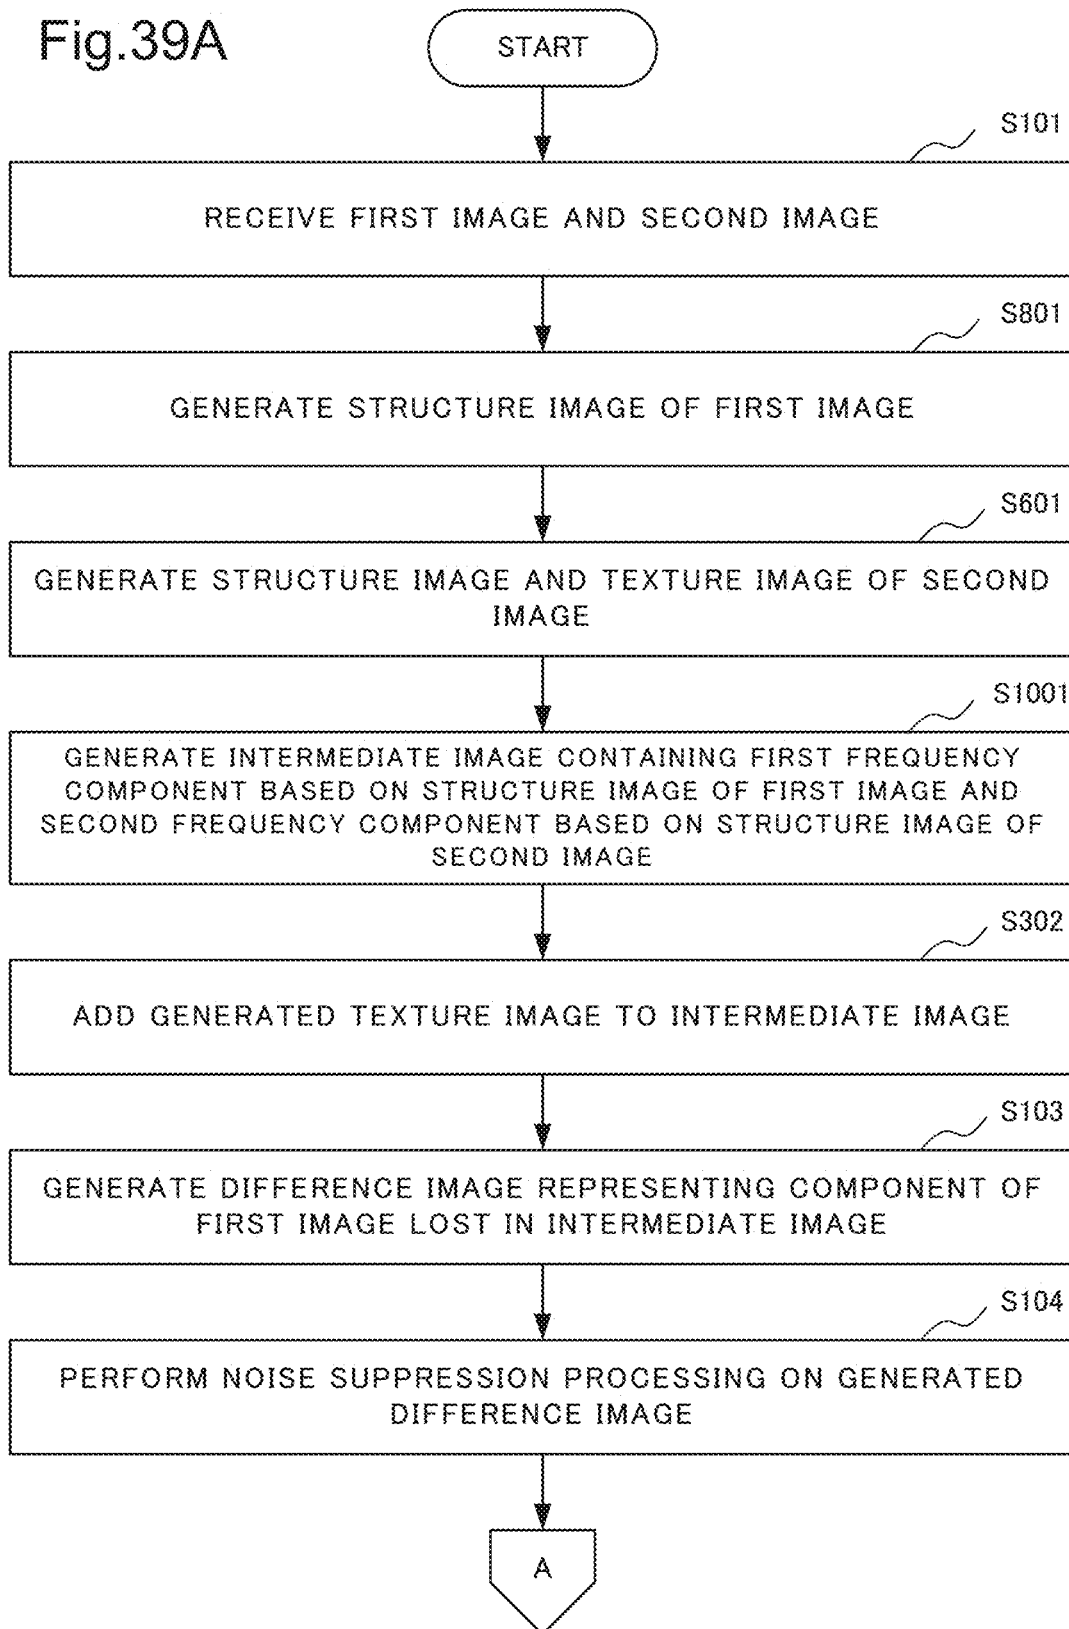 Fig.39A
START
S101
RECEIVE FIRST IMAGE AND SECOND IMAGE
S801
GENERATE STRUCTURE IMAGE OF FIRST IMAGE
S601
GENERATE STRUCTURE IMAGE AND TEXTURE IMAGE OF SECOND
IMAGE
S1001
GENERATE INTERMEDIATE IMAGE CONTAINING FIRST FREQUENCY
COMPONENT BASED ON STRUCTURE IMAGE OF FIRST IMAGE AND
SECOND FREQUENCY COMPONENT BASED ON STRUCTURE IMAGE OF
SECOND IMAGE
S302
ADD GENERATED TEXTURE IMAGE TO INTERMEDIATE IMAGE
S103
GENERATE DIFFERENCE IMAGE REPRESENTING COMPONENT OF
FIRST IMAGE LOST IN INTERMEDIATE IMAGE
S104
PERFORM NOISE SUPPRESSION PROCESSING ON GENERATED
DIFFERENCE IMAGE
A